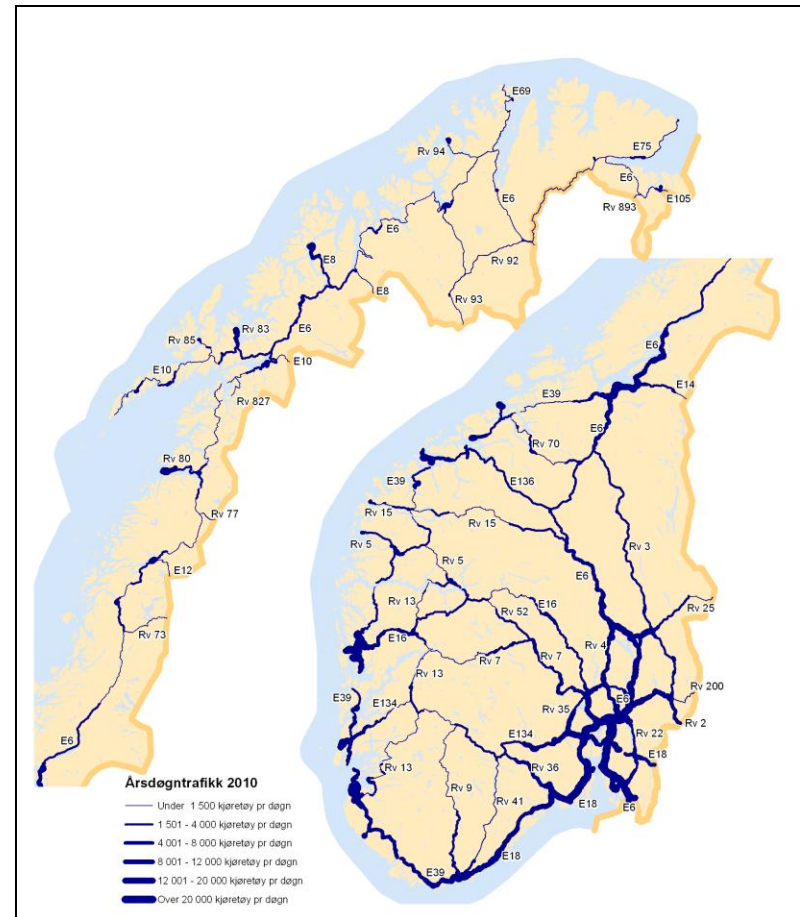 E69
Rv 94
E75
E6
E105
Rv 893
E6
E6
E8
Rv 92
E8
Rv 93
Rv 83
Rv 85
E6
E10
E10
Rv 827
E6
E14
E39
E6
Rv 70
Rv 80
E39
E136
Rv 15
Rv 15
Rv 77
Rv 3
Rv 5
Rv 5
E12
E6
Rv 13
Rv 52
E16
Rv 25
E16
Rv 4
Rv 73
Rv 7
Rv 7
Rv 13
E39
E134
E6
Rv 200
Rv 35
Rv 2
E6
Rv 22
E134
E18
Rv 13
Rv 36
Rv 9
Rv 41
E18
E6
E18
E39
Årsdøgntrafikk 2010
Under 1 500 kjøretøy pr døgn
1 501 - 4 000 kjøretøy pr døgn
4 001 - 8 000 kjøretøy pr døgn
8 001 - 12 000 kjøretøy pr døgn
12 001 - 20 000 kjøretøy pr døgn
Over 20 000 kjøretøy pr døgn